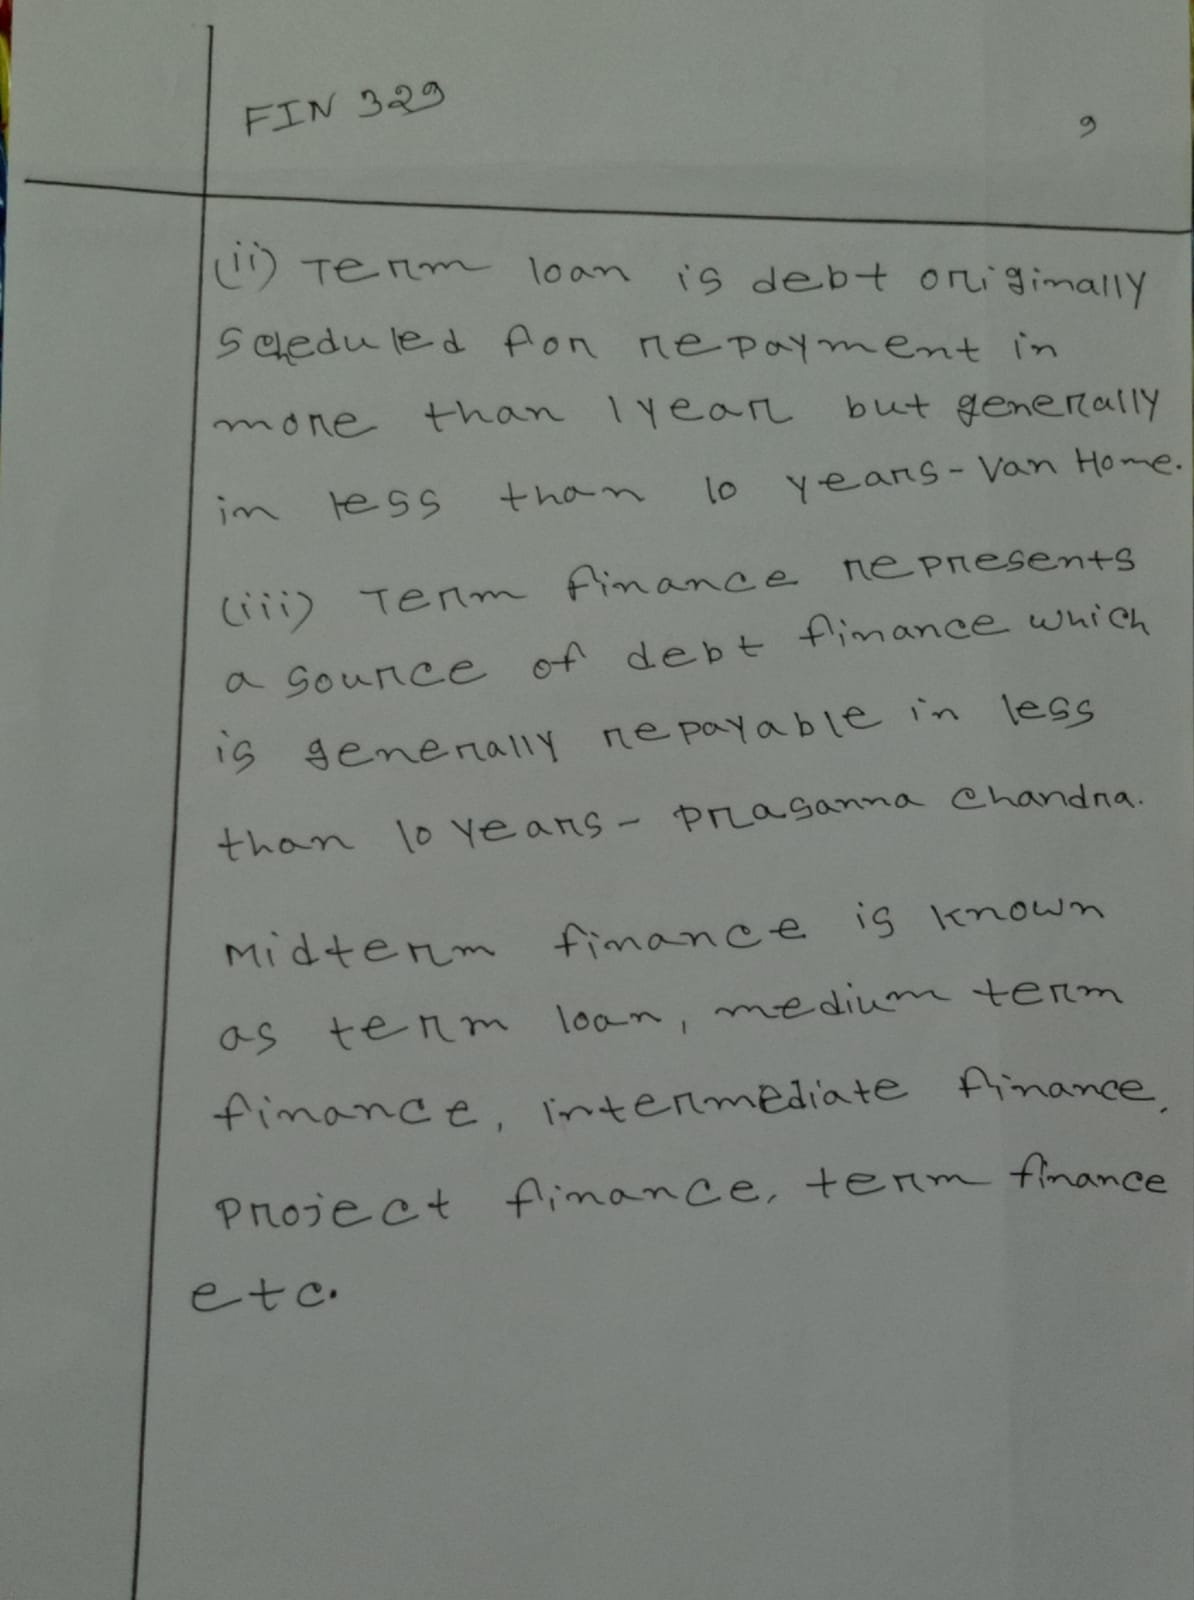 FIN 329
9
(ii) Term loan is debt originally
scheduled for repayment in
more than 1 year but generally
in less than 10 years - Van Home.
(iii) Term finance represents
a source of debt finance which
is generally repayable in less
than 10 years - Prasanna Chandra.
Midterm finance is known
as term loan, medium term
finance, intermediate finance,
Project finance, term finance
etc.